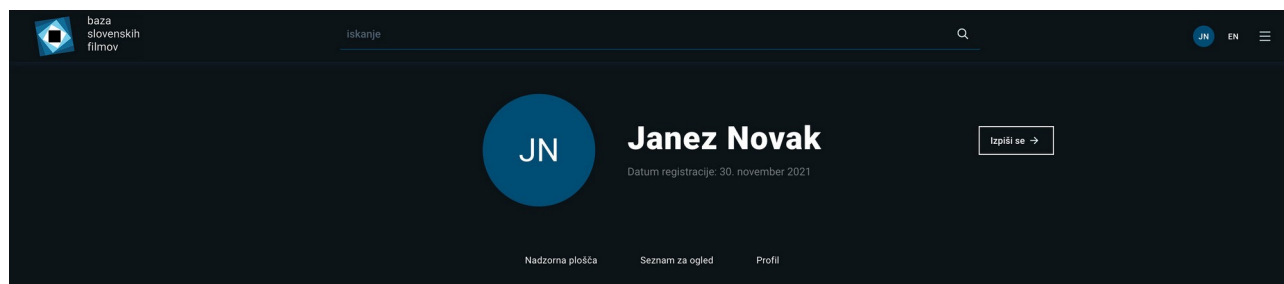 baza
slovenskih
filmov
iskanje
JN
EN
JN
Janez Novak
Izpiši se →
Datum registracije: 30. november 2021
Nadzorna plošča
Seznam za ogled
Profil